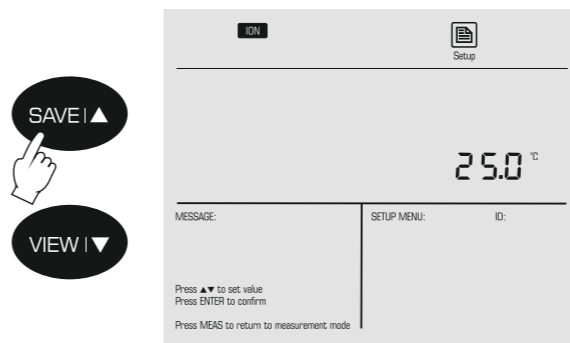 ION
Setup
SAVE | ▲
25.0 °C
VIEW | ▼
MESSAGE:
SETUP MENU: ID:
Press ▲▼ to set value
Press ENTER to confirm
Press MEAS to return to measurement mode